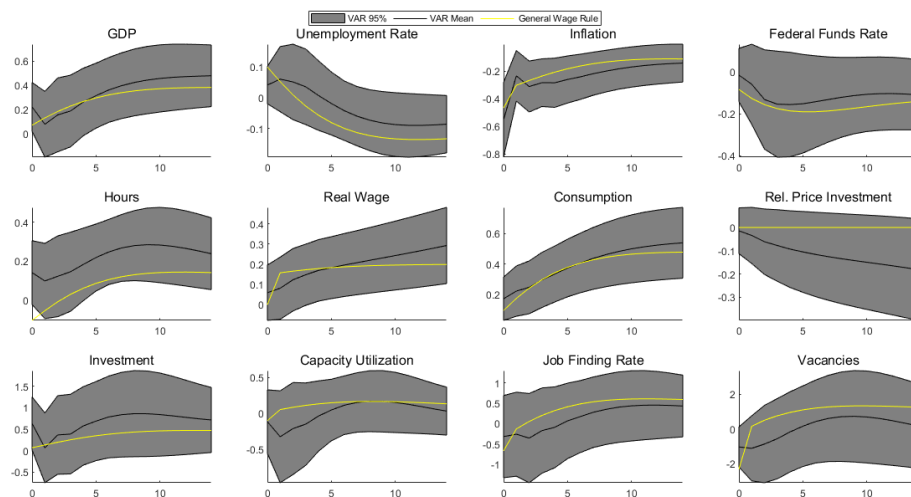 VAR 95% VAR Mean General Wage Rule
GDP Unemployment Rate Inflation Federal Funds Rate
0.6
0.4
0.2
0
0 5 10
0.1
0
-0.1
0 5 10
-0.2
-0.4
-0.6
-0.8
0 5 10
0
-0.2
-0.4
0 5 10
Hours Real Wage Consumption Rel. Price Investment
0.4
0.2
0
0 5 10
0.4
0.3
0.2
0.1
0
0 5 10
0.6
0.4
0.2
0 5 10
0
-0.1
-0.2
-0.3
0 5 10
Investment Capacity Utilization Job Finding Rate Vacancies
1.5
1
0.5
0
-0.5
0 5 10
0.5
0
-0.5
0 5 10
1
0.5
0
-0.5
-1
0 5 10
2
0
-2
0 5 10